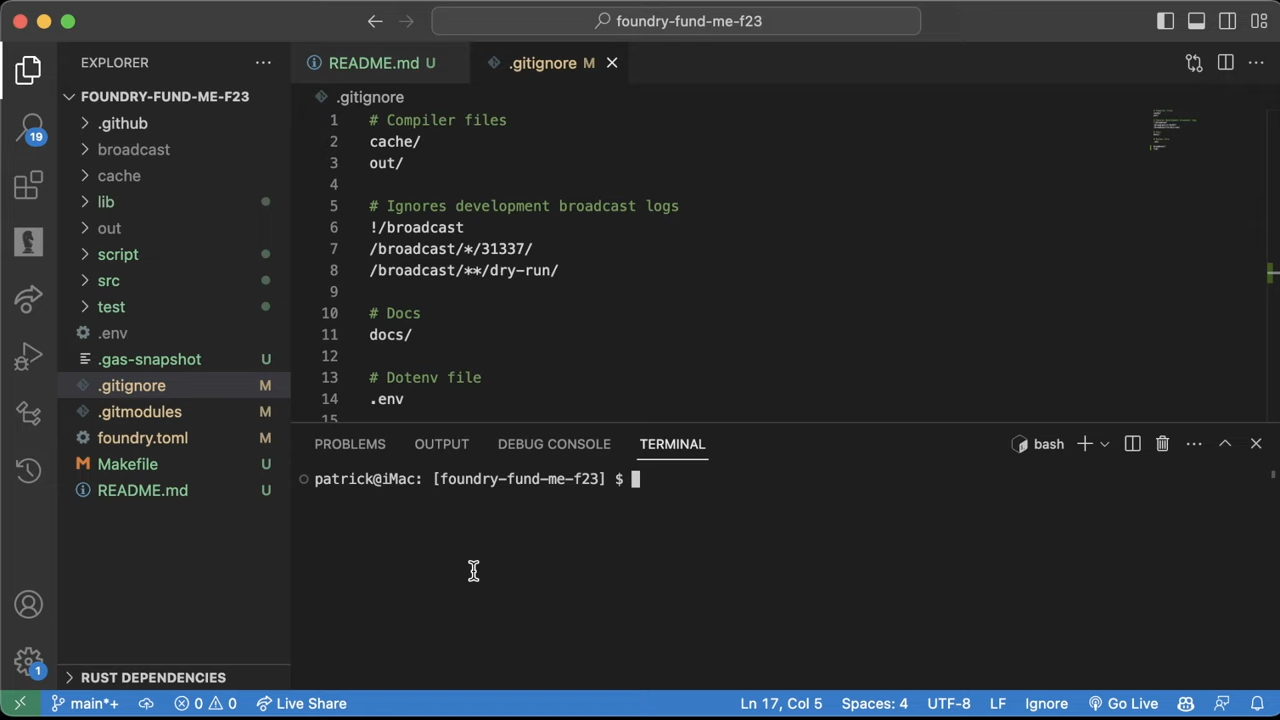 foundry-fund-me-f23
EXPLORER
README.md U
.gitignore M
FOUNDRY-FUND-ME-F23
.github
broadcast
cache
lib
out
script
src
test
.env
.gas-snapshot U
.gitignore M
.gitmodules M
foundry.toml M
Makefile U
README.md U
RUST DEPENDENCIES
19
1
.gitignore
1 # Compiler files
2 cache/
3 out/
4
5 # Ignores development broadcast logs
6 !/broadcast
7 /broadcast/*/31337/
8 /broadcast/**/dry-run/
9
10 # Docs
11 docs/
12
13 # Dotenv file
14 .env
15
PROBLEMS OUTPUT DEBUG CONSOLE TERMINAL
bash
patrick@iMac: [foundry-fund-me-f23] $
main*+ 0 0 Live Share Ln 17, Col 5 Spaces: 4 UTF-8 LF Ignore Go Live